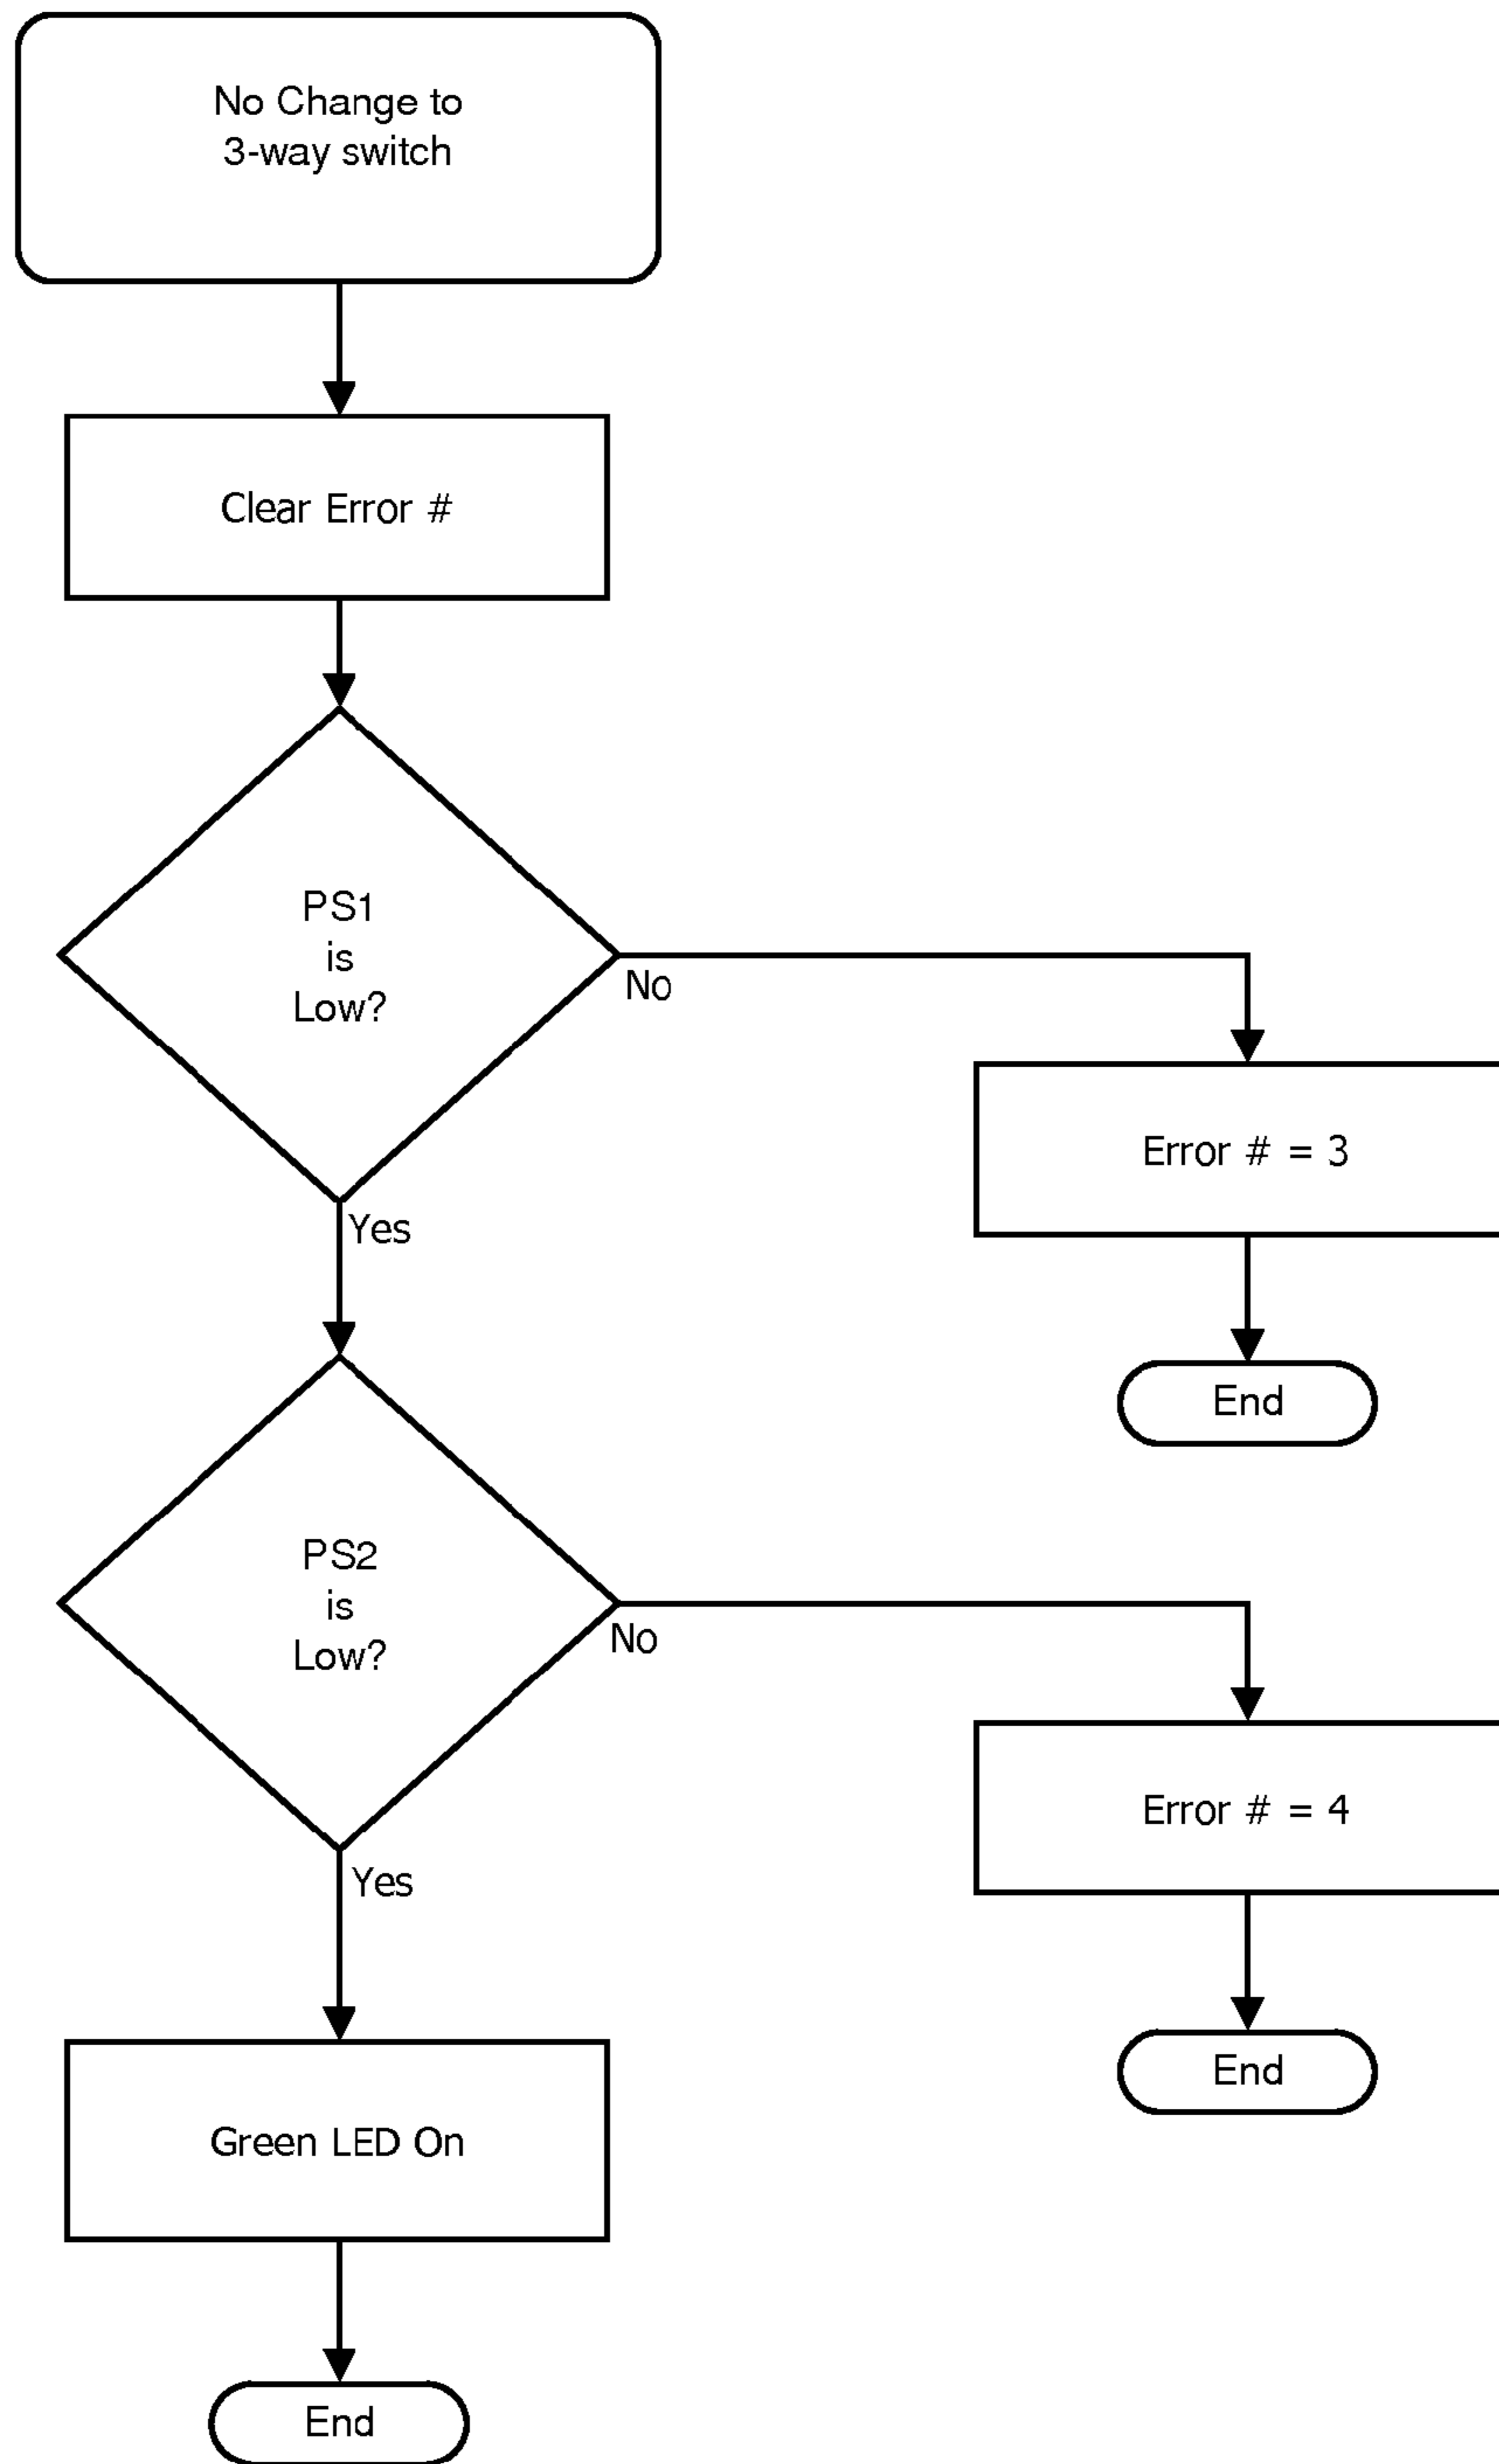 No Change to
3-way switch
Clear Error #
PS1
is
Low?
No
Error # = 3
Yes
End
PS2
is
Low?
No
Error # = 4
Yes
End
Green LED On
End